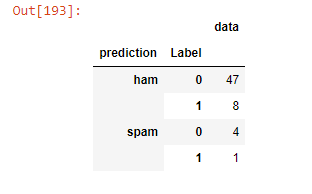 Out[193]:
data
prediction Label
ham 0 47
1 8
spam 0 4
1 1